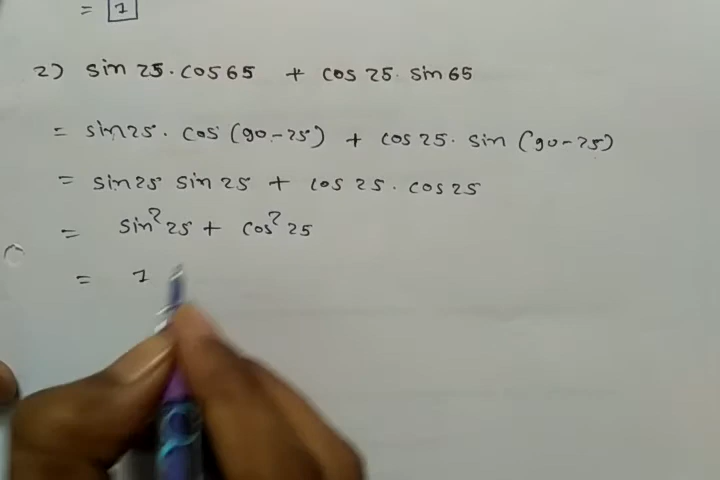 = 1
2) sin 25 . cos 65 + cos 25 . sin 65
= sin 25 . cos (90 - 25) + cos 25 . sin (90 - 25)
= sin 25 sin 25 + cos 25 . cos 25
= sin² 25 + cos² 25
= 1